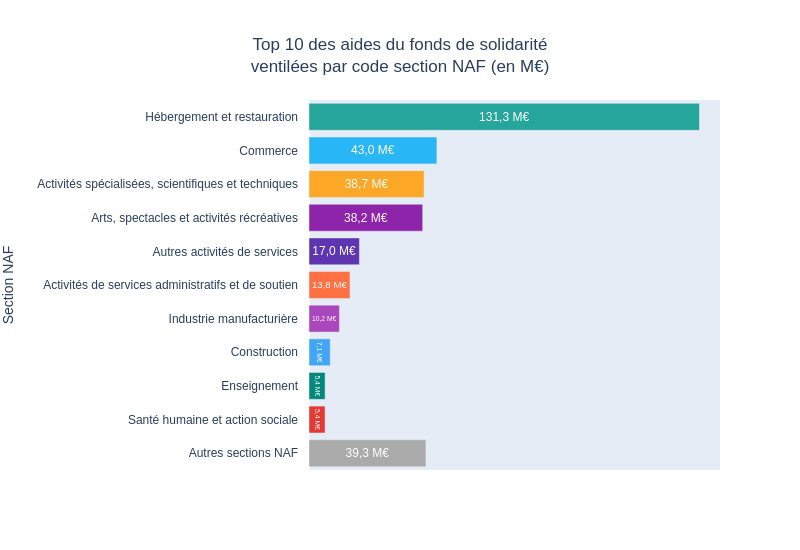 Top 10 des aides du fonds de solidarité
ventilées par code section NAF (en M€)
Section NAF
Hébergement et restauration 131,3 M€
Commerce 43,0 M€
Activités spécialisées, scientifiques et techniques 38,7 M€
Arts, spectacles et activités récréatives 38,2 M€
Autres activités de services 17,0 M€
Activités de services administratifs et de soutien 13,8 M€
Industrie manufacturière 10,2 M€
Construction 7,1 M€
Enseignement 5,4 M€
Santé humaine et action sociale 5,4 M€
Autres sections NAF 39,3 M€